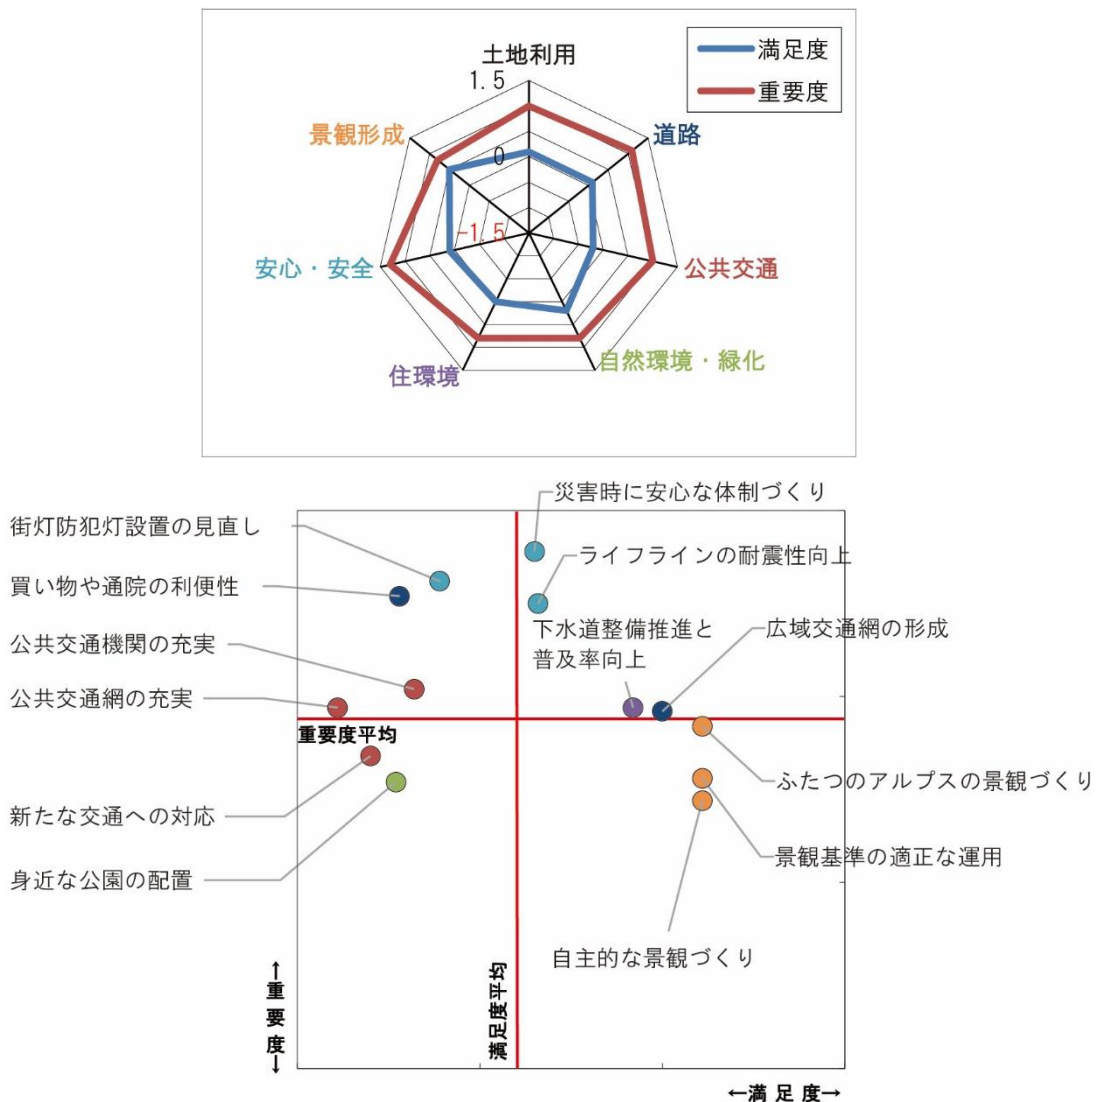 土地利用
1.5
満足度
重要度
景観形成
道路
0
-1.5
安心・安全
公共交通
住環境
自然環境・緑化
災害時に安心な体制づくり
街灯防犯灯設置の見直し
ライフラインの耐震性向上
買い物や通院の利便性
下水道整備推進と
普及率向上
広域交通網の形成
公共交通機関の充実
公共交通網の充実
重要度平均
ふたつのアルプスの景観づくり
新たな交通への対応
景観基準の適正な運用
身近な公園の配置
自主的な景観づくり
←重要度→
満足度平均
←満足度→